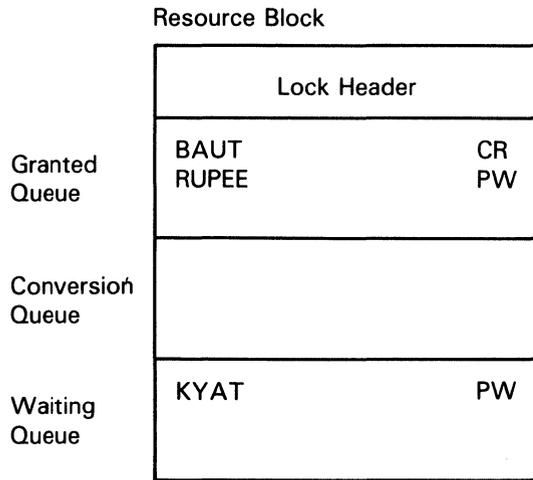 Resource Block
Lock Header
Granted Queue
BAUT CR
RUPEE PW
Conversion Queue
Waiting Queue
KYAT PW